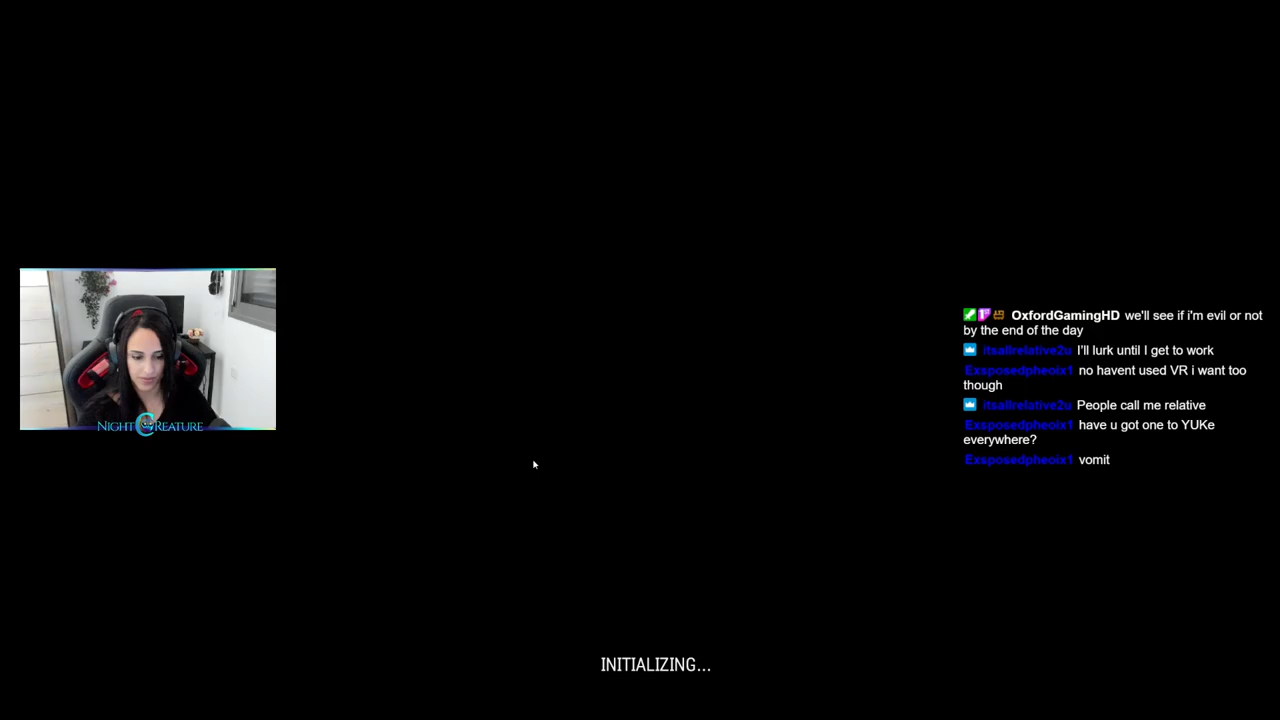 NIGHT CREATURE
OxfordGamingHD we'll see if i'm evil or not
by the end of the day
itsallrelative2u I'll lurk until I get to work
Exsposedpheoix1 no havent used VR i want too
though
itsallrelative2u People call me relative
Exsposedpheoix1 have u got one to YUKe
everywhere?
Exsposedpheoix1 vomit
INITIALIZING...